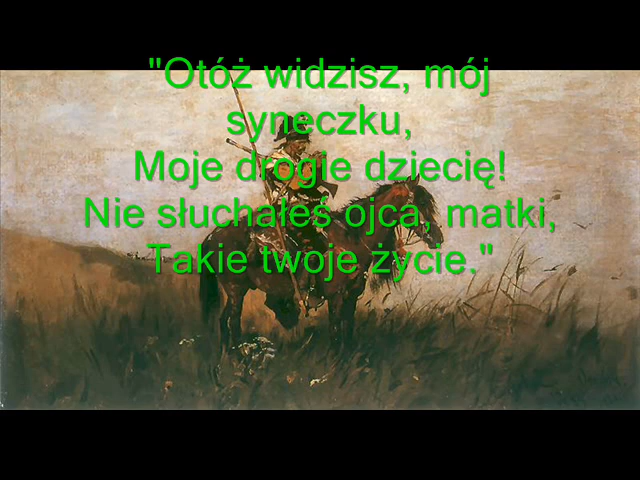 "Otóż widzisz, mój
syneczku,
Moje drogie dziecię!
Nie słuchałeś ojca, matki,
Takie twoje życie."